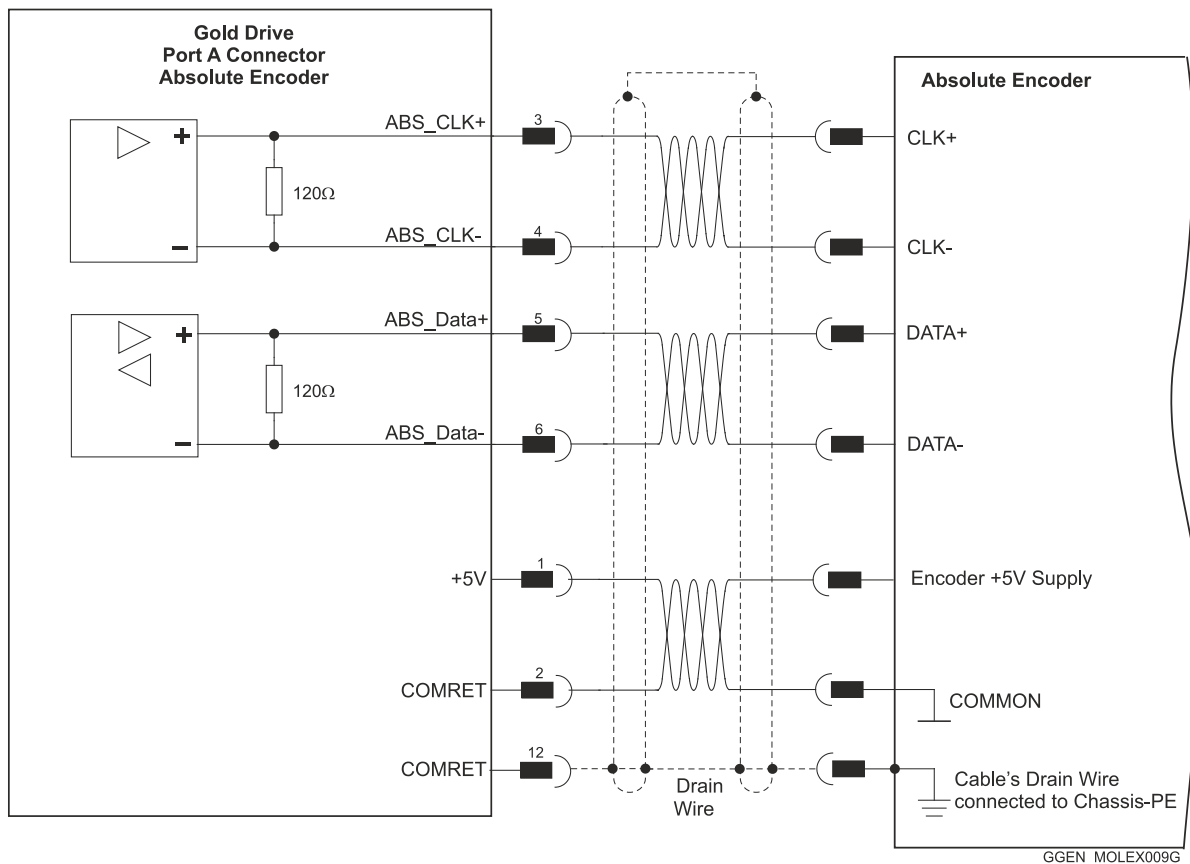 Gold Drive
Port A Connector
Absolute Encoder
Absolute Encoder
ABS_CLK+
3
CLK+
+
120Ω
−
ABS_CLK-
4
CLK-
ABS_Data+
5
DATA+
+
120Ω
−
ABS_Data-
6
DATA-
+5V
1
Encoder +5V Supply
COMRET
2
COMMON
COMRET
12
Drain
Wire
Cable's Drain Wire
connected to Chassis-PE
GGEN_MOLEX009G